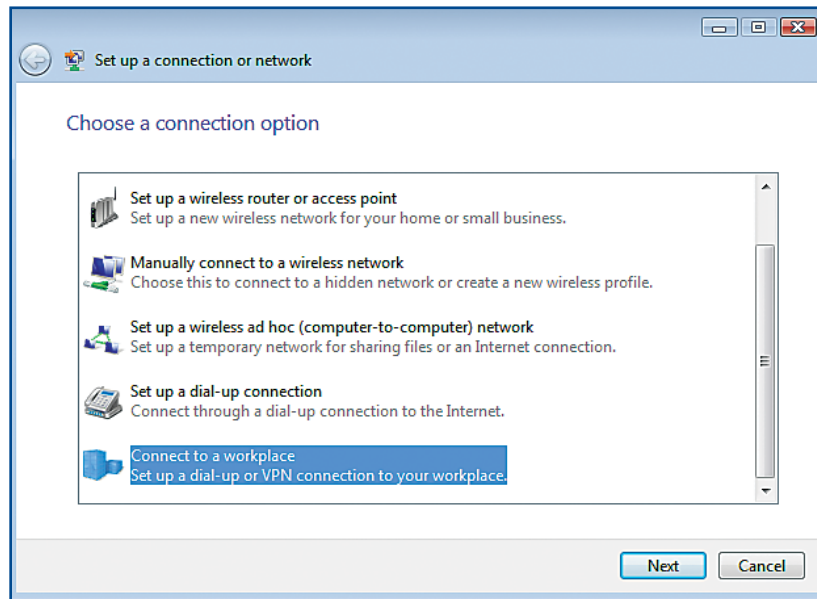 Set up a connection or network
Choose a connection option
Set up a wireless router or access point
Set up a new wireless network for your home or small business.
Manually connect to a wireless network
Choose this to connect to a hidden network or create a new wireless profile.
Set up a wireless ad hoc (computer-to-computer) network
Set up a temporary network for sharing files or an Internet connection.
Set up a dial-up connection
Connect through a dial-up connection to the Internet.
Connect to a workplace
Set up a dial-up or VPN connection to your workplace.
Next
Cancel